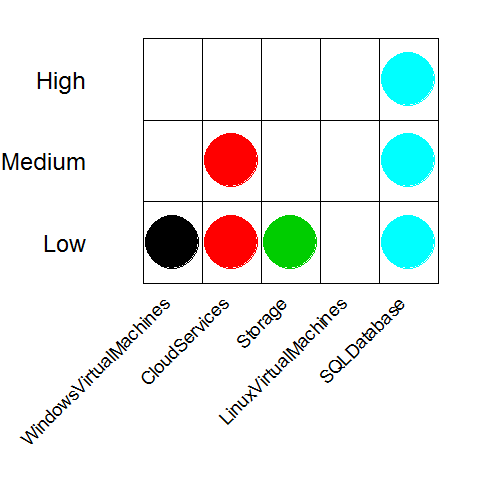 High
Medium
Low
WindowsVirtualMachines
CloudServices
Storage
LinuxVirtualMachines
SQLDatabase